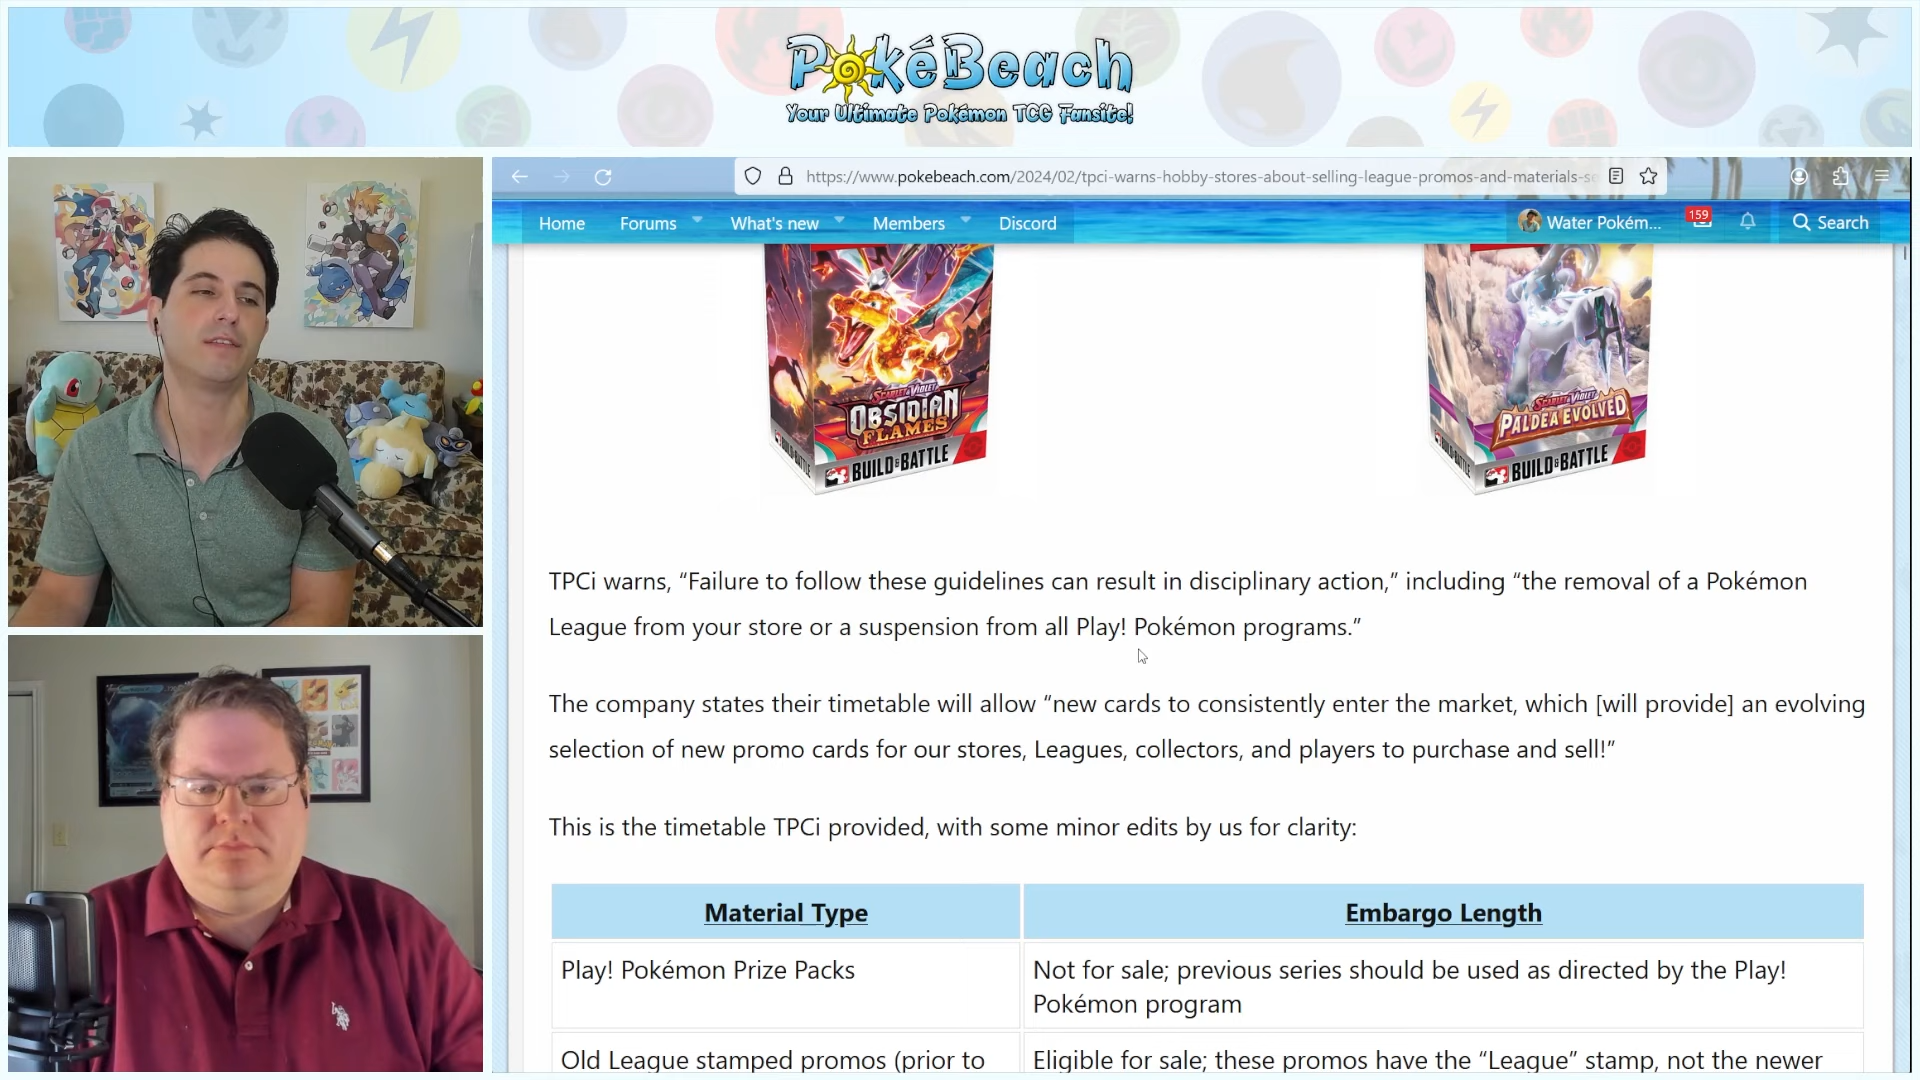 PokéBeach
Your Ultimate Pokémon TCG Fansite!
https://www.pokebeach.com/2024/02/tpci-warns-hobby-stores-about-selling-league-promos-and-materials-s
Home Forums What's new Members Discord Water Pokém... 159 Search
SCARLET & VIOLET
OBSIDIAN
FLAMES
BUILD & BATTLE
BUILD & BATTLE
SCARLET & VIOLET
PALDEA EVOLVED
BUILD & BATTLE
BUILD & BATTLE
TPCi warns, “Failure to follow these guidelines can result in disciplinary action,” including “the removal of a Pokémon
League from your store or a suspension from all Play! Pokémon programs.”
The company states their timetable will allow “new cards to consistently enter the market, which [will provide] an evolving
selection of new promo cards for our stores, Leagues, collectors, and players to purchase and sell!”
This is the timetable TPCi provided, with some minor edits by us for clarity:
Material Type Embargo Length
Play! Pokémon Prize Packs
Not for sale; previous series should be used as directed by the Play!
Pokémon program
Old League stamped promos (prior to
Eligible for sale; these promos have the “League” stamp, not the newer